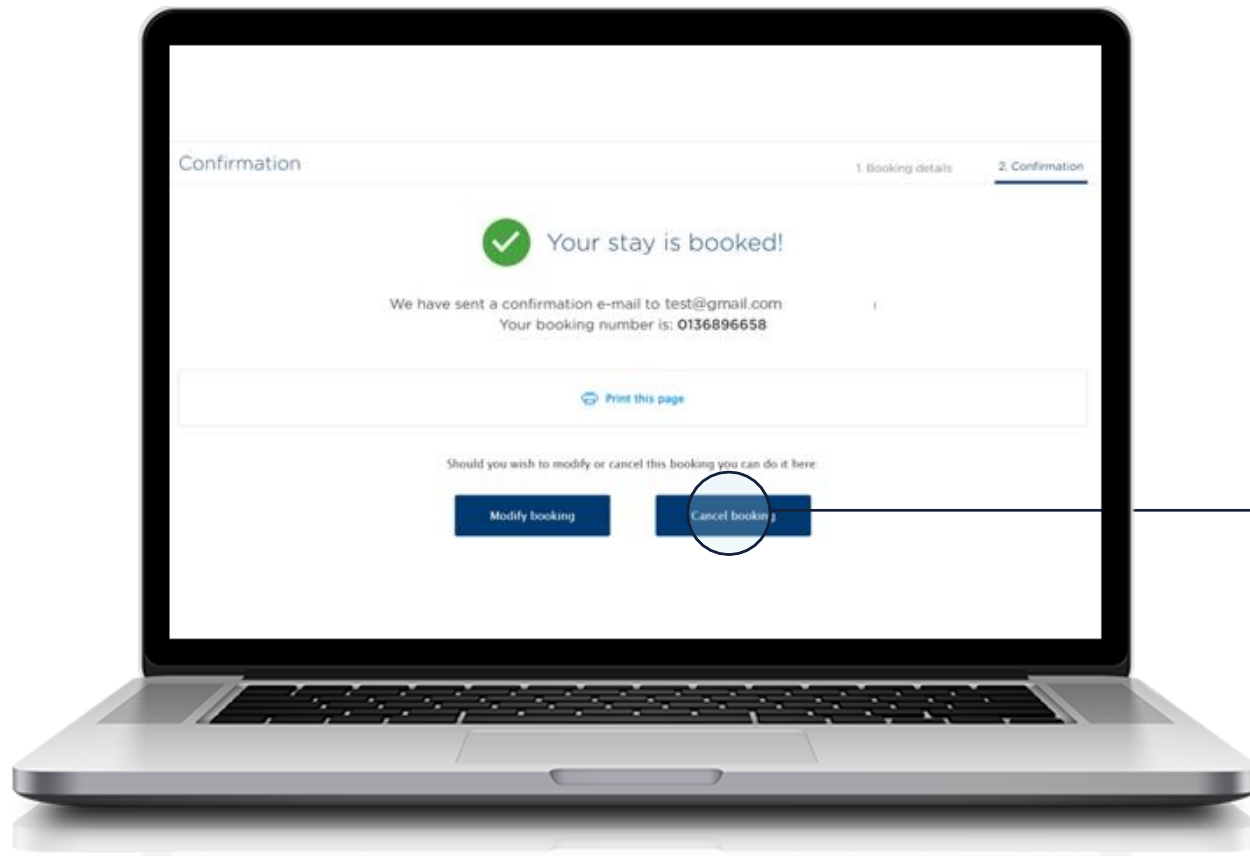 Confirmation
1. Booking details
2. Confirmation
Your stay is booked!
We have sent a confirmation e-mail to test@gmail.com
Your booking number is: 0136896658
Print this page
Should you wish to modify or cancel this booking you can do it here
Modify booking
Cancel booking